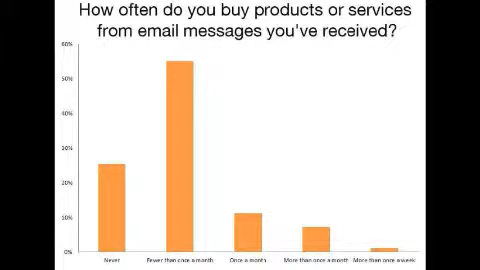 How often do you buy products or services
from email messages you've received?
60%
50%
40%
30%
20%
10%
0%
Never
Fewer than once a month
Once a month
More than once a month
More than once a week